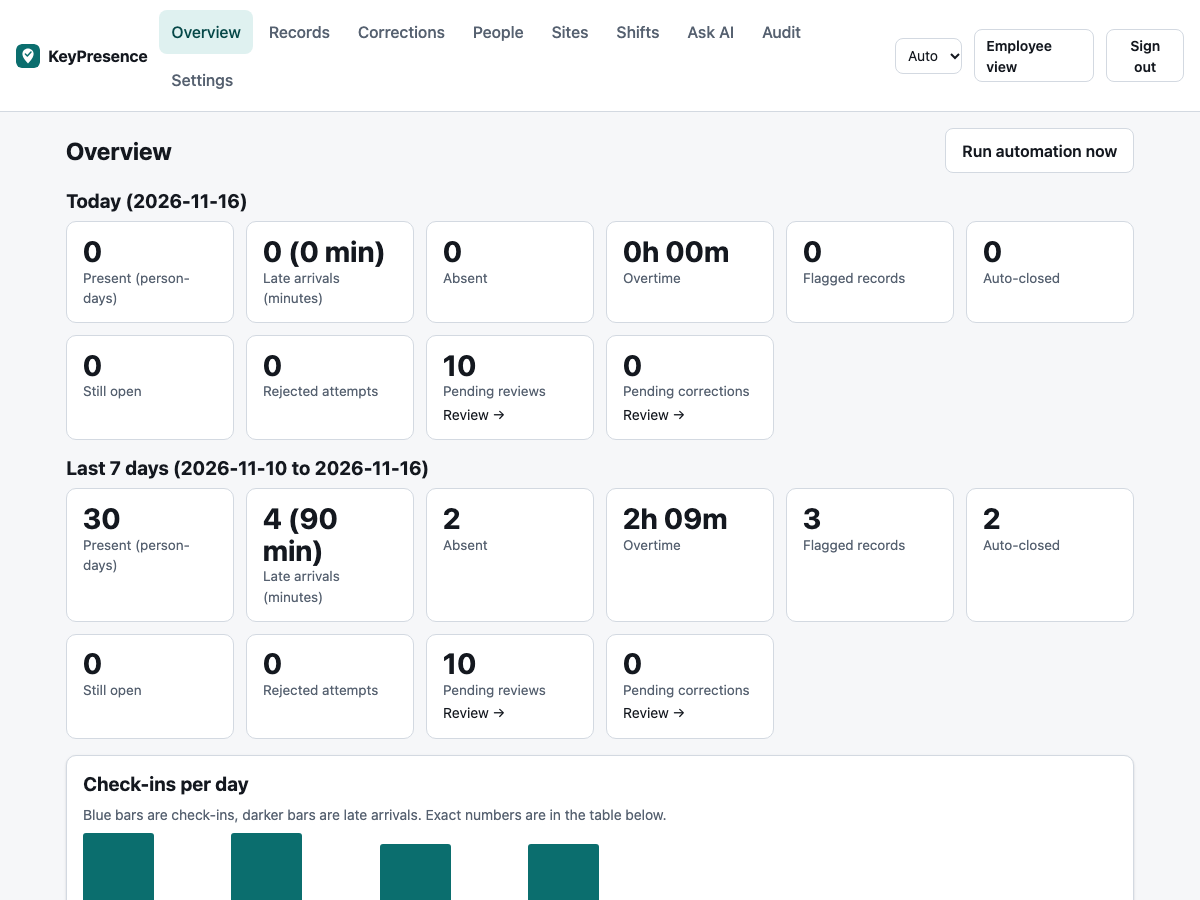 KeyPresence
Overview Records Corrections People Sites Shifts Ask AI Audit
Settings
Auto
Employee
view
Sign
out
Overview
Run automation now
Today (2026-11-16)
0
Present (person-
days)
0 (0 min)
Late arrivals
(minutes)
0
Absent
0h 00m
Overtime
0
Flagged records
0
Auto-closed
0
Still open
0
Rejected attempts
10
Pending reviews
Review →
0
Pending corrections
Review →
Last 7 days (2026-11-10 to 2026-11-16)
30
Present (person-
days)
4 (90
min)
Late arrivals
(minutes)
2
Absent
2h 09m
Overtime
3
Flagged records
2
Auto-closed
0
Still open
0
Rejected attempts
10
Pending reviews
Review →
0
Pending corrections
Review →
Check-ins per day
Blue bars are check-ins, darker bars are late arrivals. Exact numbers are in the table below.